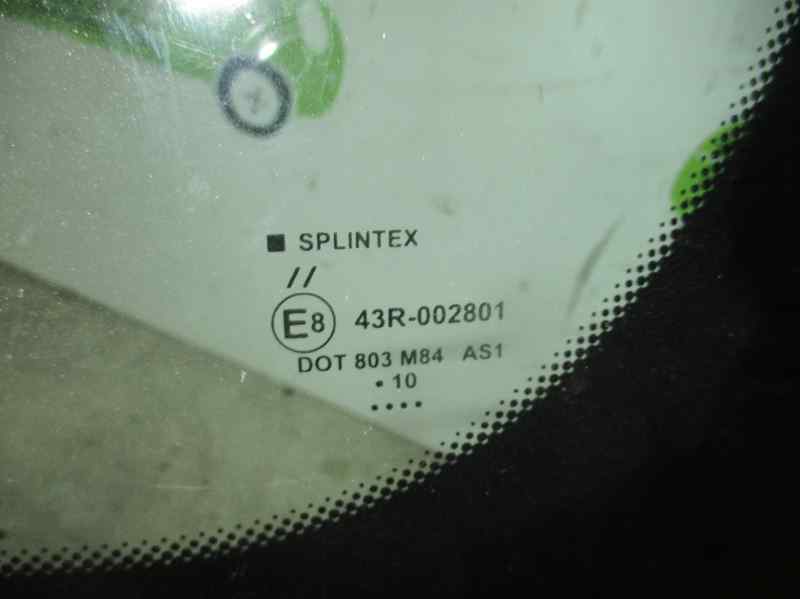 SPLINTEX
//
E8 43R-002801
DOT 803 M84 AS1
· 10
....